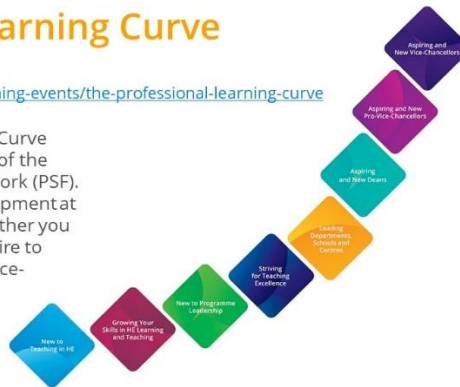 arning Curve
ning-events/the-professional-learning-curve
Curve
of the
ork (PSF).
opment at
ther you
ire to
ce-
Aspiring and
New Vice-Chancellors
Aspiring and New
Pro-Vice-Chancellors
Aspiring
and New Deans
Leading
Departments,
Schools and
Centres
Striving
for Teaching
Excellence
New to Programme
Leadership
Growing Your
Skills in HE Learning
and Teaching
New to
Teaching in HE